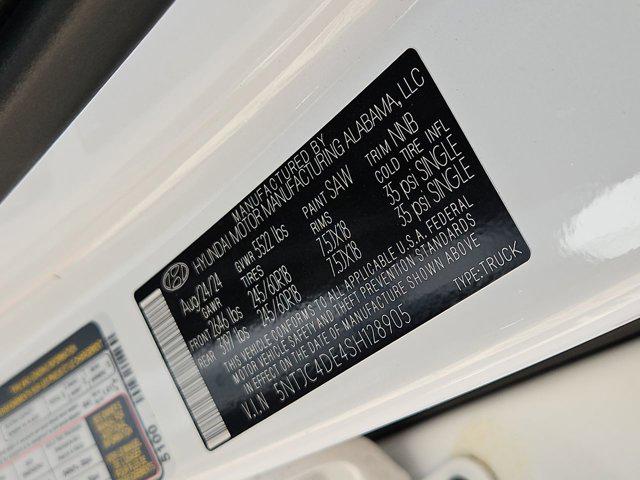 MANUFACTURED BY
HYUNDAI MOTOR MANUFACTURING ALABAMA, LLC
Aug/24/24 GVWR 5522 lbs PAINT SAW TRIM NNB
GAWR TIRES RIMS COLD TIRE INFL
FRONT 2646 lbs 245/60R18 7.5X18 35 psi SINGLE
REAR lbs 245/60R18 7.5X18 35 psi SINGLE
THIS VEHICLE CONFORMS TO ALL APPLICABLE U.S.A. FEDERAL
MOTOR VEHICLE SAFETY AND THEFT PREVENTION STANDARDS
IN EFFECT ON THE DATE OF MANUFACTURE SHOWN ABOVE
V.I.N 5NTJC4DE4SH128905 TYPE:TRUCK
5100